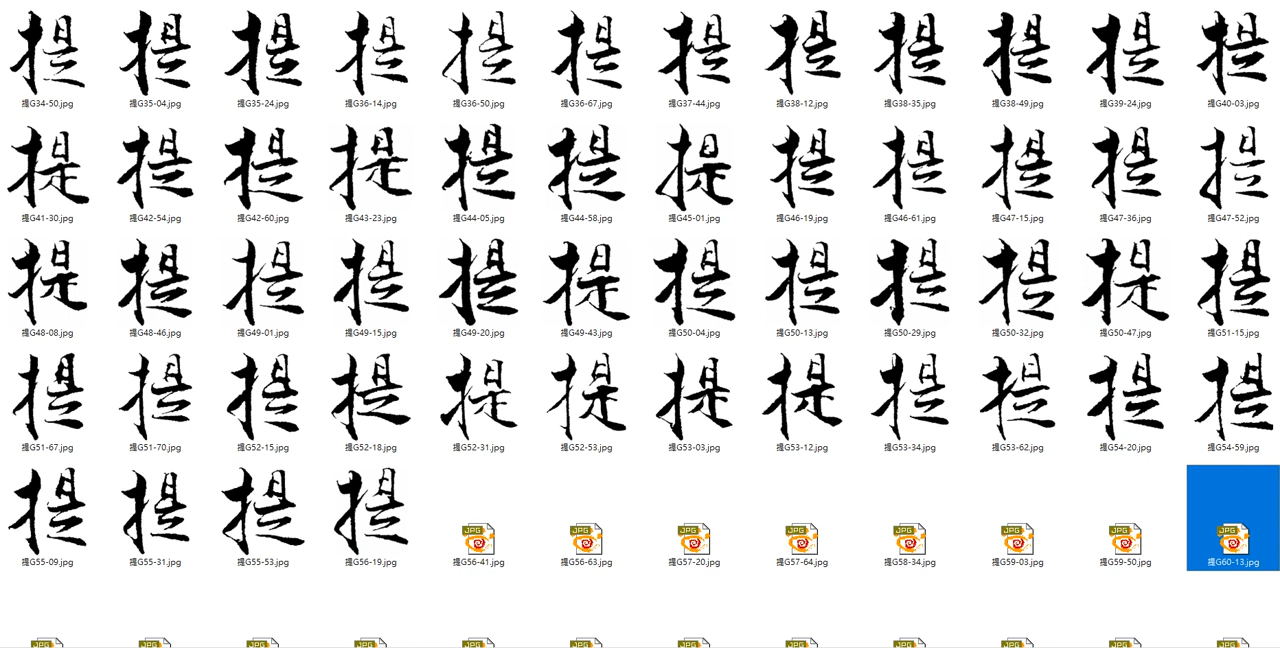 提 提 提 提 提 提 提 提 提 提 提 提
提G34-50.jpg 提G35-04.jpg 提G35-24.jpg 提G36-14.jpg 提G36-50.jpg 提G36-67.jpg 提G37-44.jpg 提G38-12.jpg 提G38-35.jpg 提G38-49.jpg 提G39-24.jpg 提G40-03.jpg
提 提 提 提 提 提 提 提 提 提 提 提
提G41-30.jpg 提G42-54.jpg 提G42-60.jpg 提G43-23.jpg 提G44-05.jpg 提G44-58.jpg 提G45-01.jpg 提G46-19.jpg 提G46-61.jpg 提G47-15.jpg 提G47-36.jpg 提G47-52.jpg
提 提 提 提 提 提 提 提 提 提 提 提
提G48-08.jpg 提G48-46.jpg 提G49-01.jpg 提G49-15.jpg 提G49-20.jpg 提G49-43.jpg 提G50-04.jpg 提G50-13.jpg 提G50-29.jpg 提G50-32.jpg 提G50-47.jpg 提G51-15.jpg
提 提 提 提 提 提 提 提 提 提 提 提
提G51-67.jpg 提G51-70.jpg 提G52-15.jpg 提G52-18.jpg 提G52-31.jpg 提G52-53.jpg 提G53-03.jpg 提G53-12.jpg 提G53-34.jpg 提G53-62.jpg 提G54-20.jpg 提G54-59.jpg
提 提 提 提 JPG JPG JPG JPG JPG JPG JPG JPG
提G55-09.jpg 提G55-31.jpg 提G55-53.jpg 提G56-19.jpg 提G56-41.jpg 提G56-63.jpg 提G57-20.jpg 提G57-64.jpg 提G58-34.jpg 提G59-03.jpg 提G59-50.jpg 提G60-13.jpg
JPG JPG JPG JPG JPG JPG JPG JPG JPG JPG JPG JPG